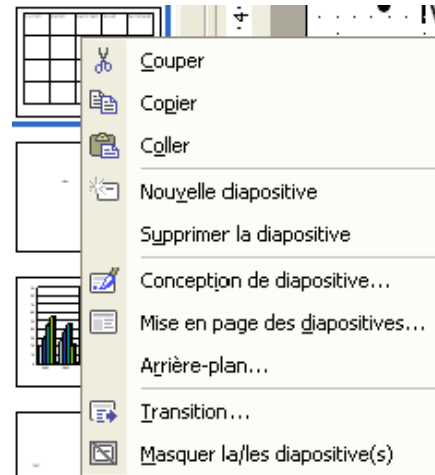 Couper
Copier
Coller
Nouvelle diapositive
Supprimer la diapositive
Conception de diapositive...
Mise en page des diapositives...
Arrière-plan...
Transition...
Masquer la/les diapositive(s)